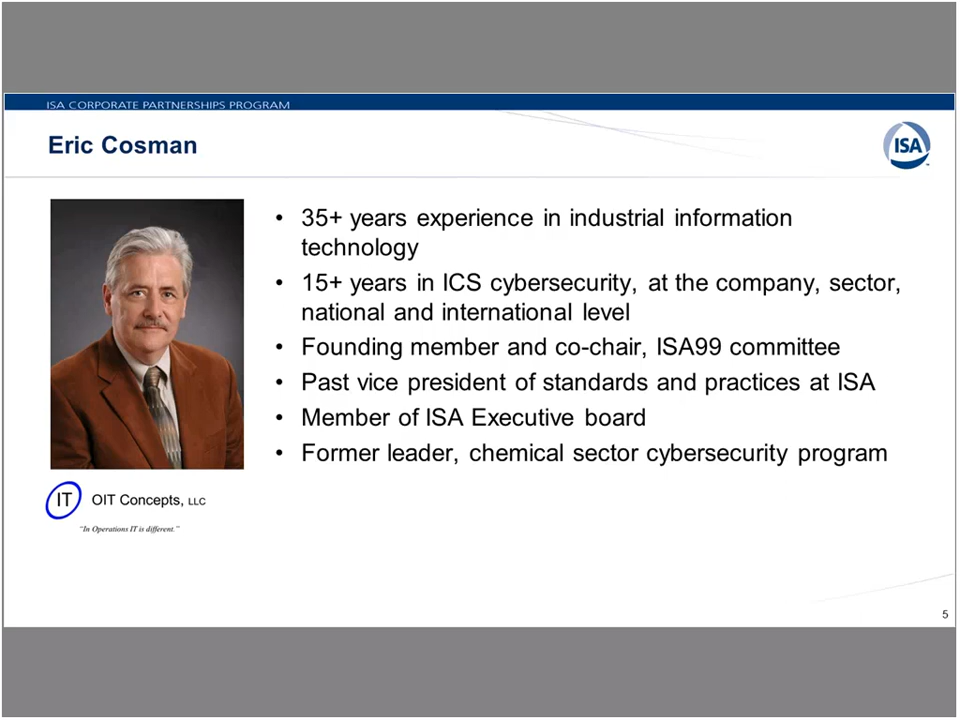 ISA CORPORATE PARTNERSHIPS PROGRAM
Eric Cosman
ISA
• 35+ years experience in industrial information
technology
• 15+ years in ICS cybersecurity, at the company, sector,
national and international level
• Founding member and co-chair, ISA99 committee
• Past vice president of standards and practices at ISA
• Member of ISA Executive board
• Former leader, chemical sector cybersecurity program
IT OIT Concepts, LLC
“In Operations IT is different.”
5